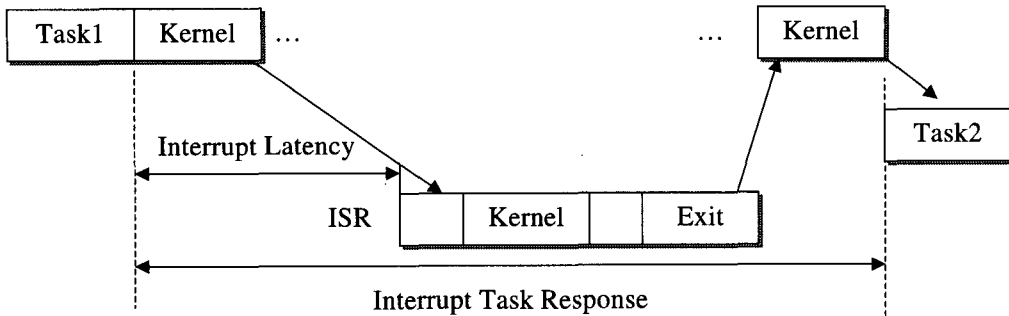 Task1 Kernel ... ... Kernel
Task2
Interrupt Latency
ISR Kernel Exit
Interrupt Task Response